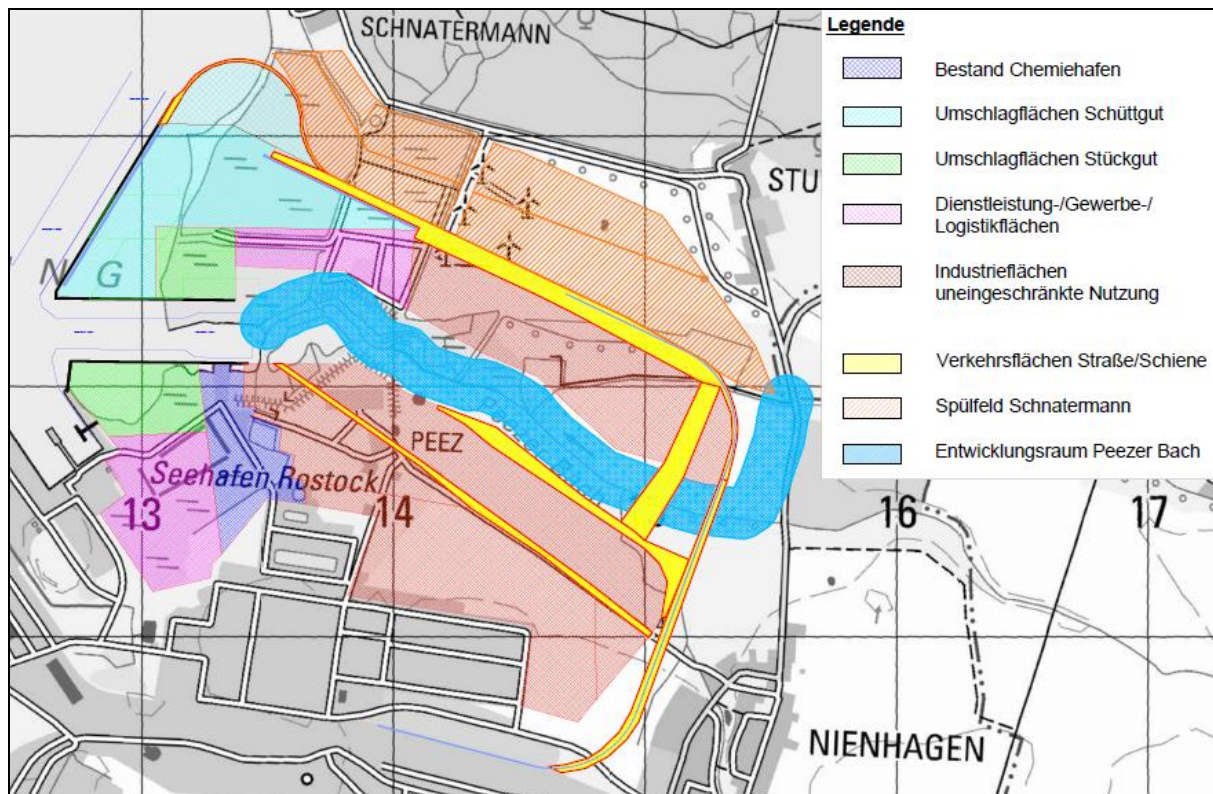 SCHNATERMANN
STU
N G
PEEZ
Seehafen Rostock
13
14
16
17
NIENHAGEN
Legende
Bestand Chemiehafen
Umschlagflächen Schüttgut
Umschlagflächen Stückgut
Dienstleistung-/Gewerbe-/
Logistikflächen
Industrieflächen
uneingeschränkte Nutzung
Verkehrsflächen Straße/Schiene
Spülfeld Schnatermann
Entwicklungsraum Peezer Bach